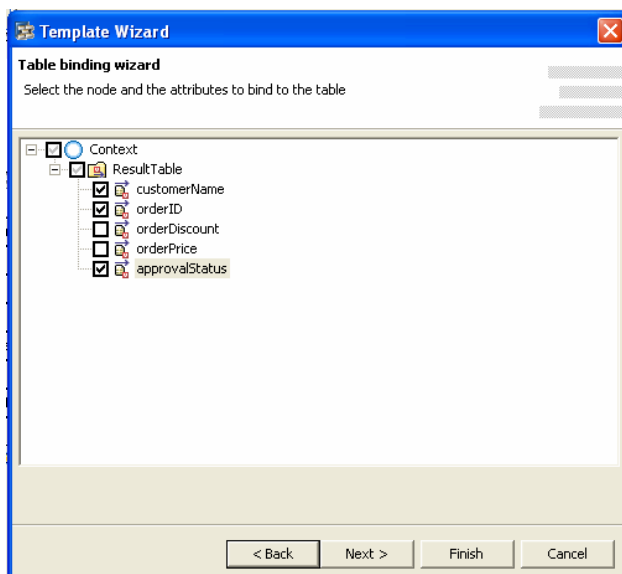 Template Wizard
Table binding wizard
Select the node and the attributes to bind to the table
Context
ResultTable
customerName
orderID
orderDiscount
orderPrice
approvalStatus
< Back Next > Finish Cancel